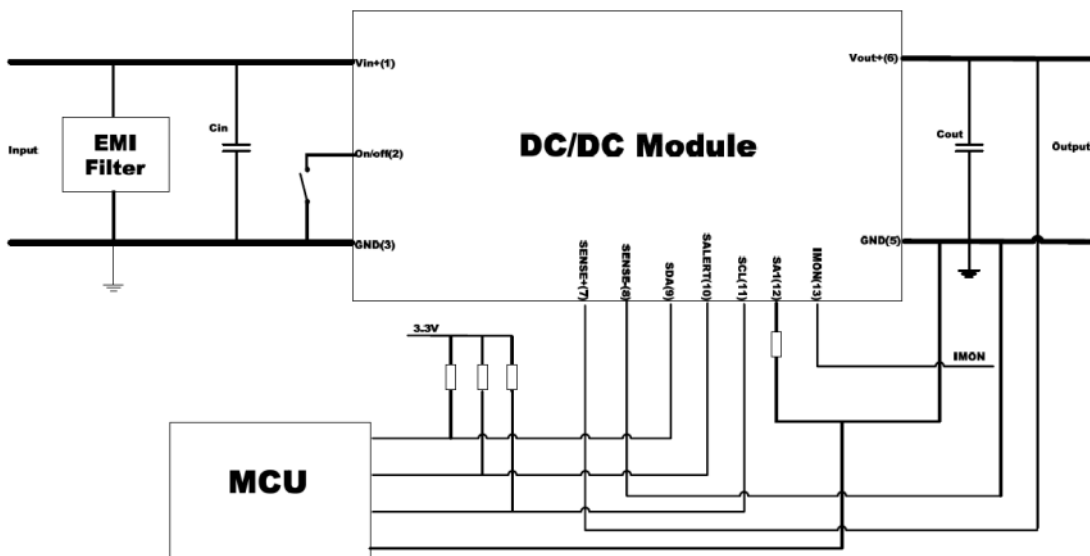 Vin+(1)
Vout+(6)
Input
EMI
Filter
Cin
On/off(2)
DC/DC Module
Cout
Output
GND(3)
GND(5)
SENSE+(7)
SENSE-(8)
SDA(9)
SALERT(10)
SCL(11)
SA1(12)
IMON(13)
3.3V
IMON
MCU